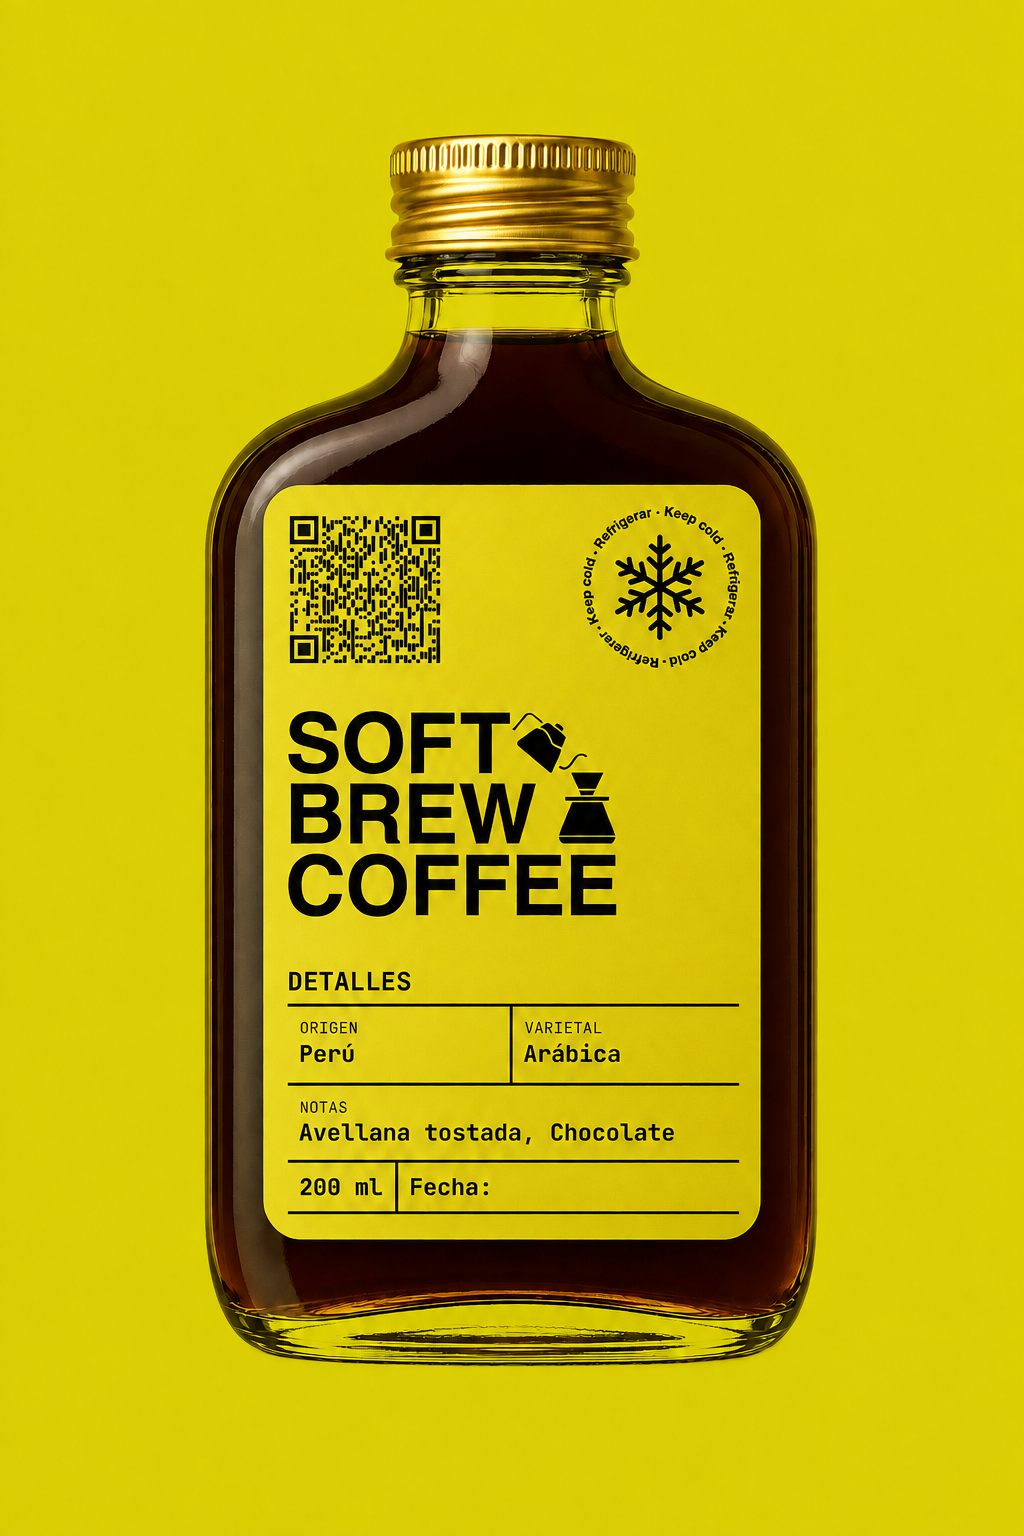 Refrigerar · Keep cold · Refrigerar · Keep cold · Refrigerar · Keep cold ·
SOFT
BREW
COFFEE
DETALLES
ORIGEN
VARIETAL
Perú
Arábica
NOTAS
Avellana tostada, Chocolate
200 ml
Fecha: